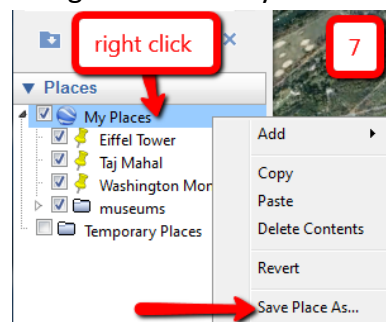 right click
7
Places
My Places
Eiffel Tower
Taj Mahal
Washington Mon
museums
Temporary Places
Add
Copy
Paste
Delete Contents
Revert
Save Place As...